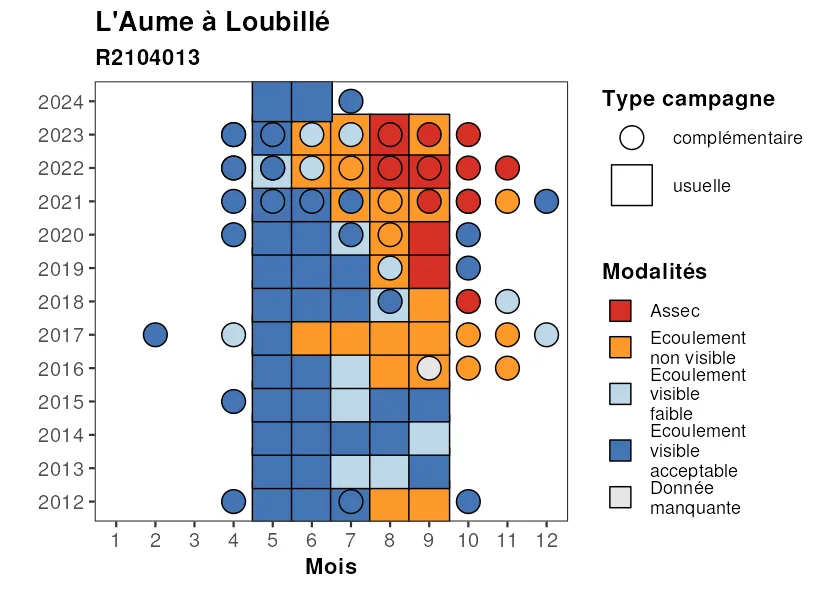 L'Aume à Loubillé
R2104013
2024
2023
2022
2021
2020
2019
2018
2017
2016
2015
2014
2013
2012
1 2 3 4 5 6 7 8 9 10 11 12
Mois
Type campagne
complémentaire
usuelle
Modalités
Assec
Ecoulement
non visible
Ecoulement
visible
faible
Ecoulement
visible
acceptable
Donnée
manquante